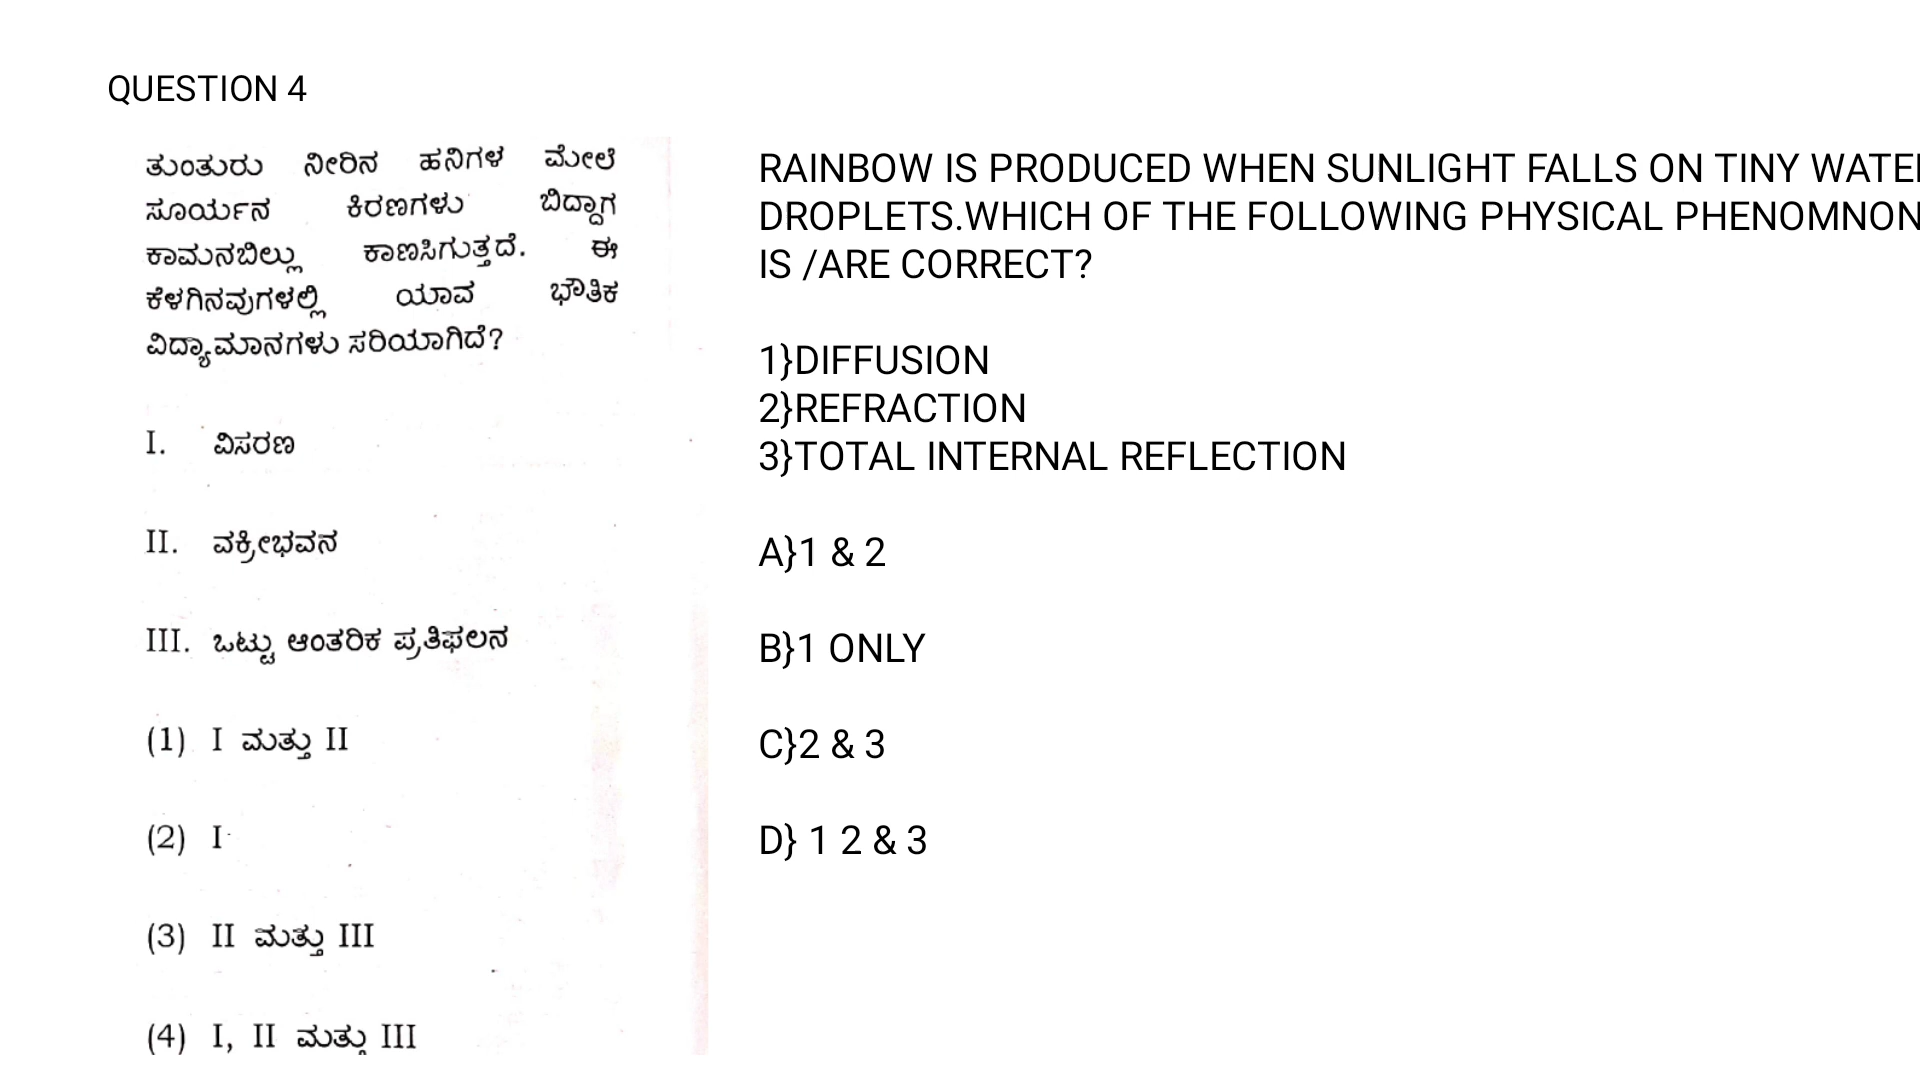 QUESTION 4
ತುಂತುರು ನೀರಿನ ಹನಿಗಳ ಮೇಲೆ
ಸೂರ್ಯನ ಕಿರಣಗಳು ಬಿದ್ದಾಗ
ಕಾಮನಬಿಲ್ಲು ಕಾಣಸಿಗುತ್ತದೆ. ಈ
ಕೆಳಗಿನವುಗಳಲ್ಲಿ ಯಾವ ಭೌತಿಕ
ವಿದ್ಯಾಮಾನಗಳು ಸರಿಯಾಗಿದೆ?
I. ವಿಸರಣ
II. ವಕ್ರೀಭವನ
III. ಒಟ್ಟು ಆಂತರಿಕ ಪ್ರತಿಫಲನ
(1) I ಮತ್ತು II
(2) I
(3) II ಮತ್ತು III
(4) I, II ಮತ್ತು III
RAINBOW IS PRODUCED WHEN SUNLIGHT FALLS ON TINY WATE
DROPLETS.WHICH OF THE FOLLOWING PHYSICAL PHENOMNON
IS /ARE CORRECT?
1}DIFFUSION
2}REFRACTION
3}TOTAL INTERNAL REFLECTION
A}1 & 2
B}1 ONLY
C}2 & 3
D} 1 2 & 3